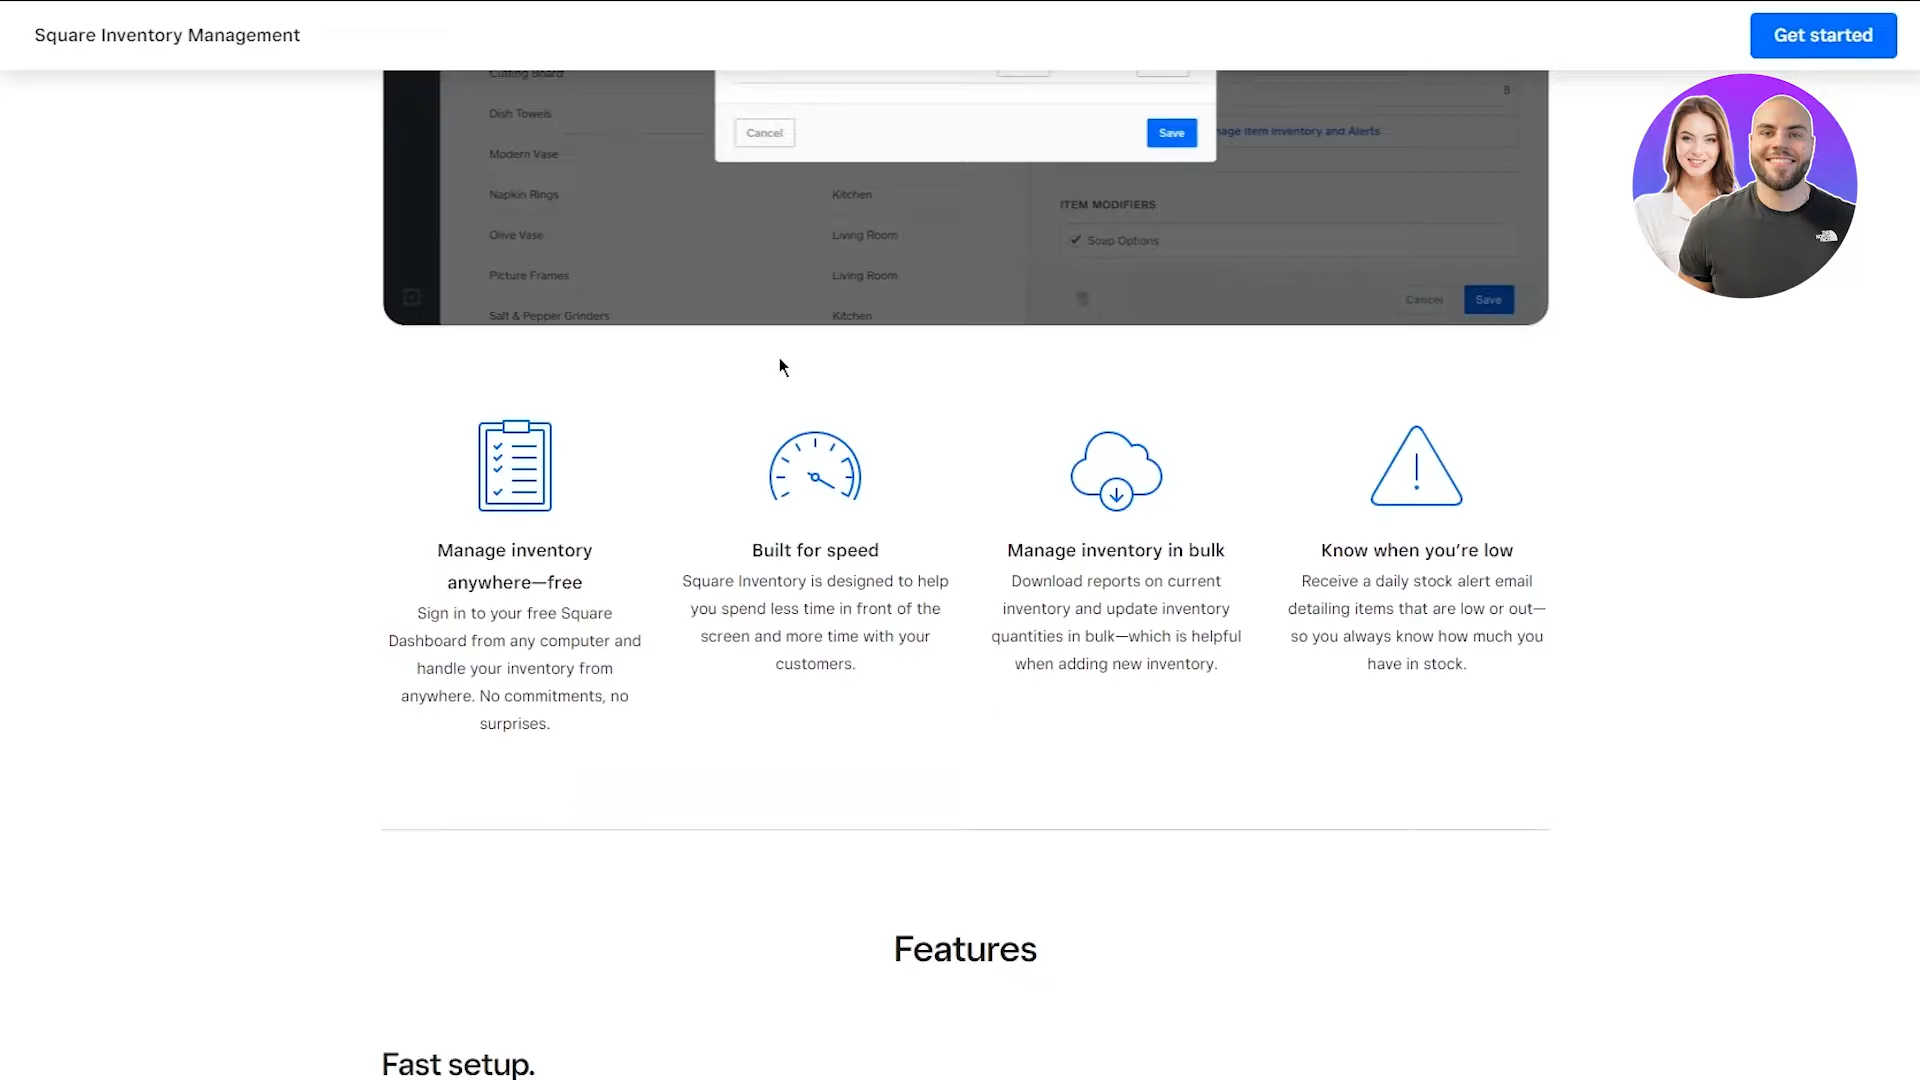 Square Inventory Management
Get started
Cutting Board
B
Dish Towels
Cancel
Save
nage Item Inventory and Alerts
Modern Vase
Napkin Rings
Kitchen
ITEM MODIFIERS
Olive Vase
Living Room
Soap Options
Picture Frames
Living Room
Cancel
Save
Salt & Pepper Grinders
Kitchen
Manage inventory
anywhere—free
Sign in to your free Square
Dashboard from any computer and
handle your inventory from
anywhere. No commitments, no
surprises.
Built for speed
Square Inventory is designed to help
you spend less time in front of the
screen and more time with your
customers.
Manage inventory in bulk
Download reports on current
inventory and update inventory
quantities in bulk—which is helpful
when adding new inventory.
Know when you’re low
Receive a daily stock alert email
detailing items that are low or out—
so you always know how much you
have in stock.
Features
Fast setup.